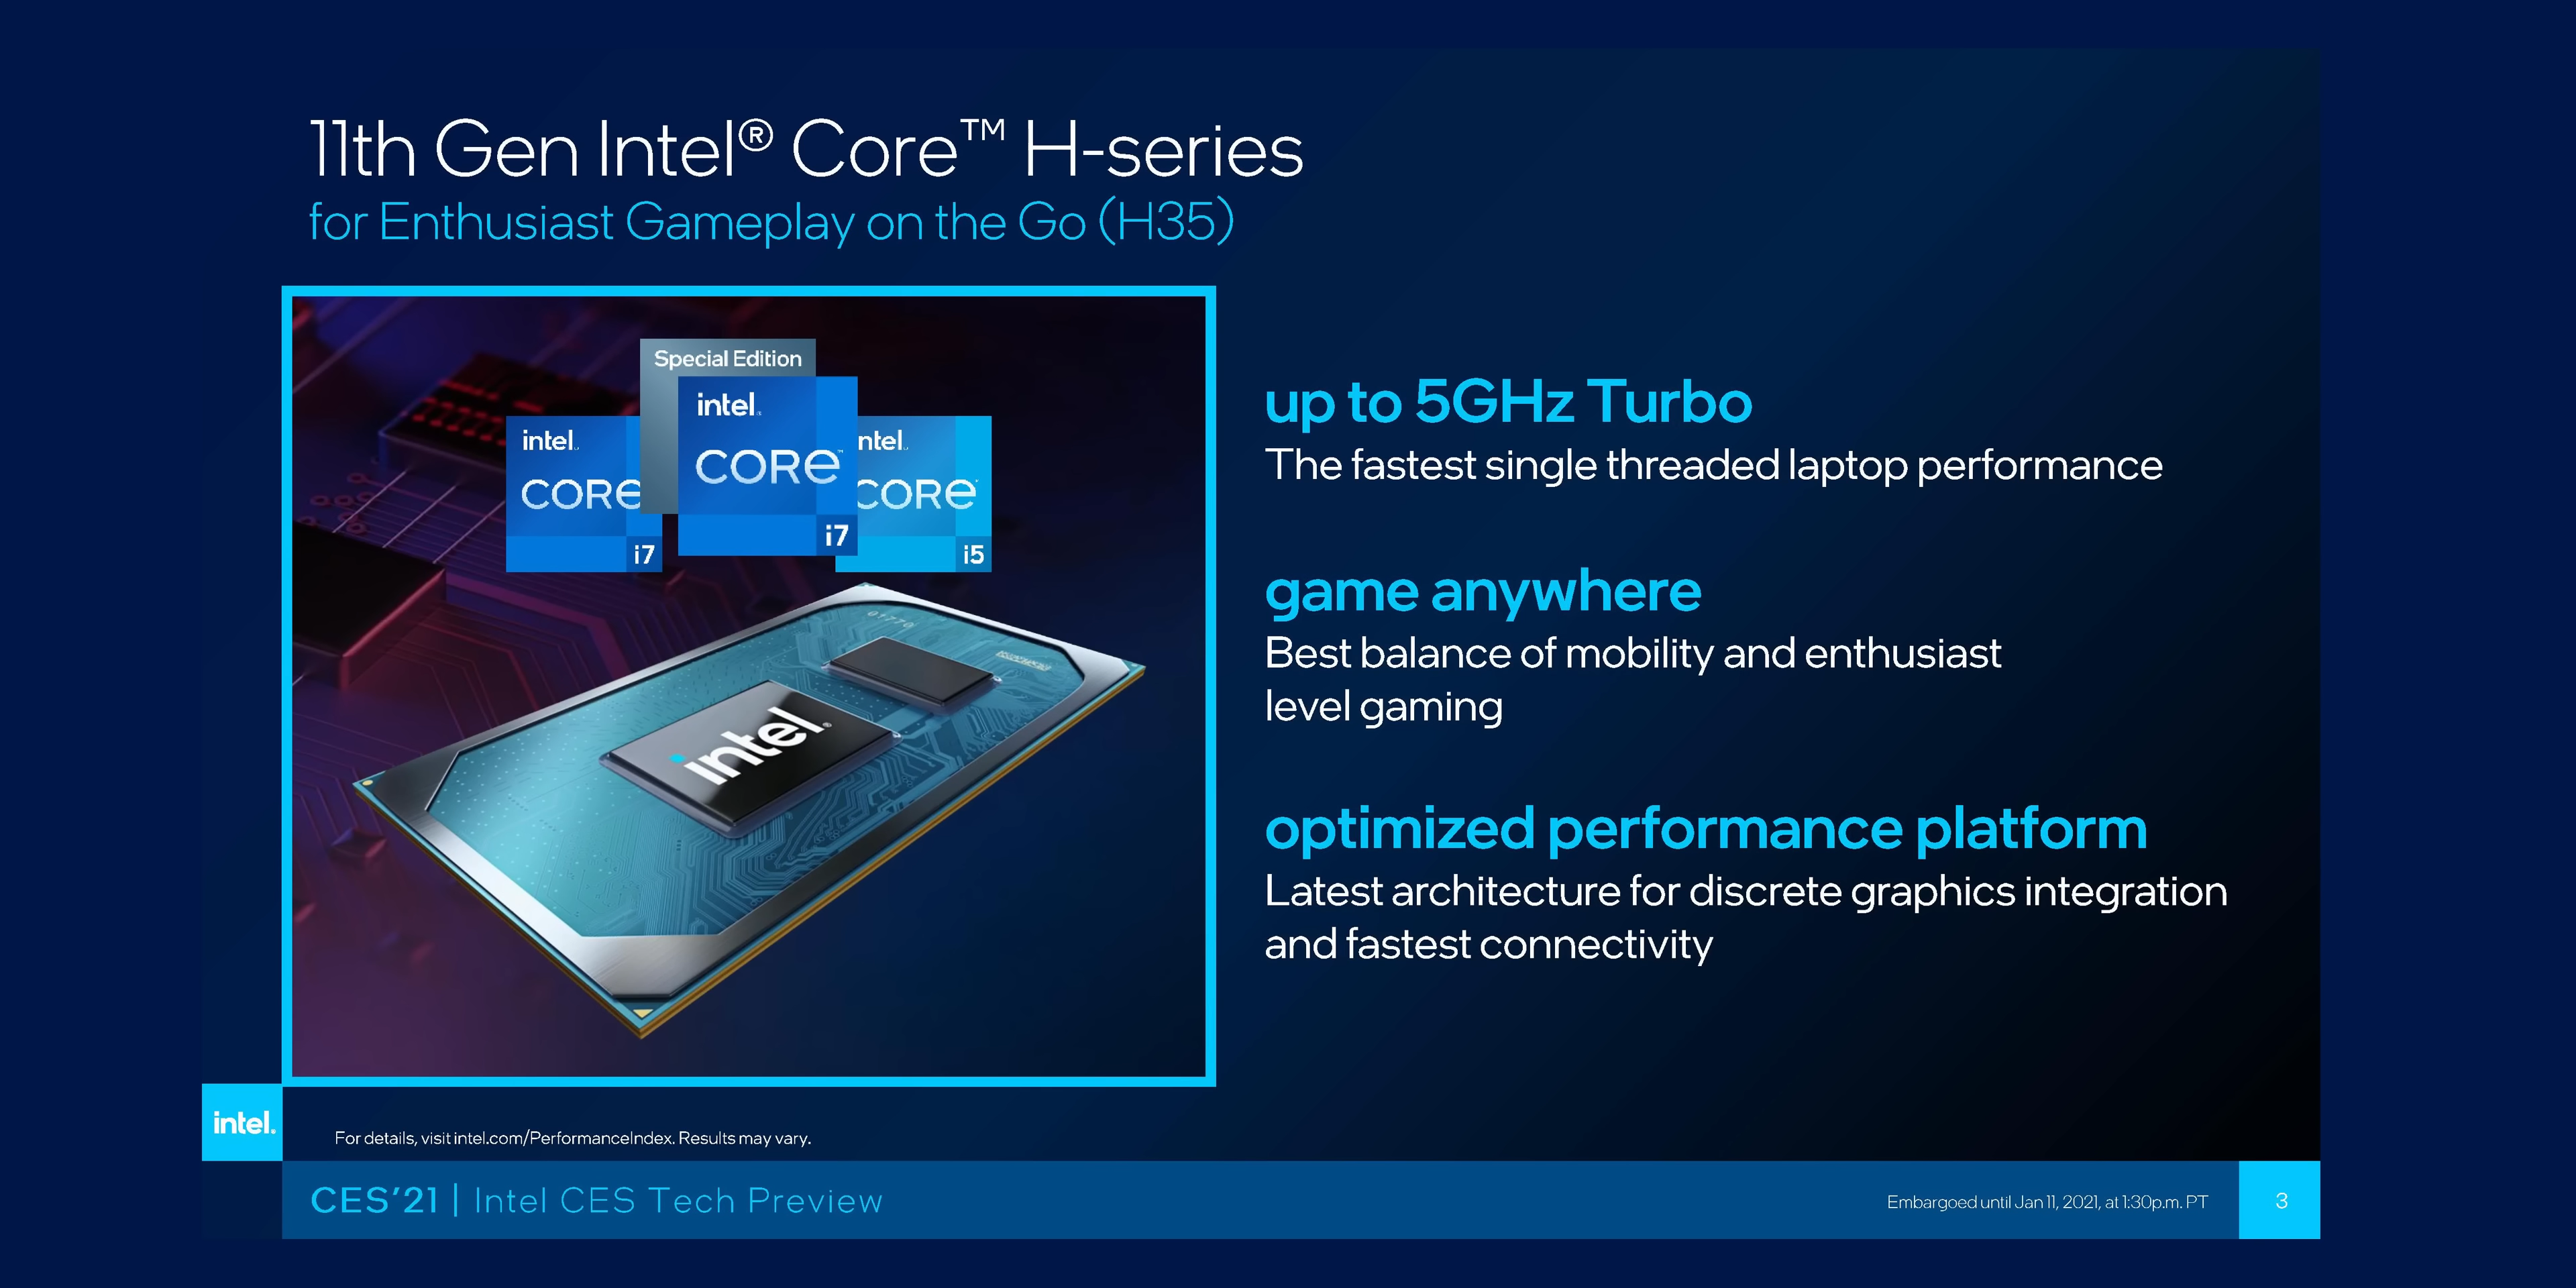 11th Gen Intel® Core™ H-series
for Enthusiast Gameplay on the Go (H35)
Special Edition
intel.
CORe™
i7
intel.
CORe
i7
ntel.
CORe
i5
intel.®
up to 5GHz Turbo
The fastest single threaded laptop performance
game anywhere
Best balance of mobility and enthusiast
level gaming
optimized performance platform
Latest architecture for discrete graphics integration
and fastest connectivity
intel.
For details, visit intel.com/PerformanceIndex. Results may vary.
CES’21 | Intel CES Tech Preview
Embargoed until Jan 11, 2021, at 1:30p.m. PT
3